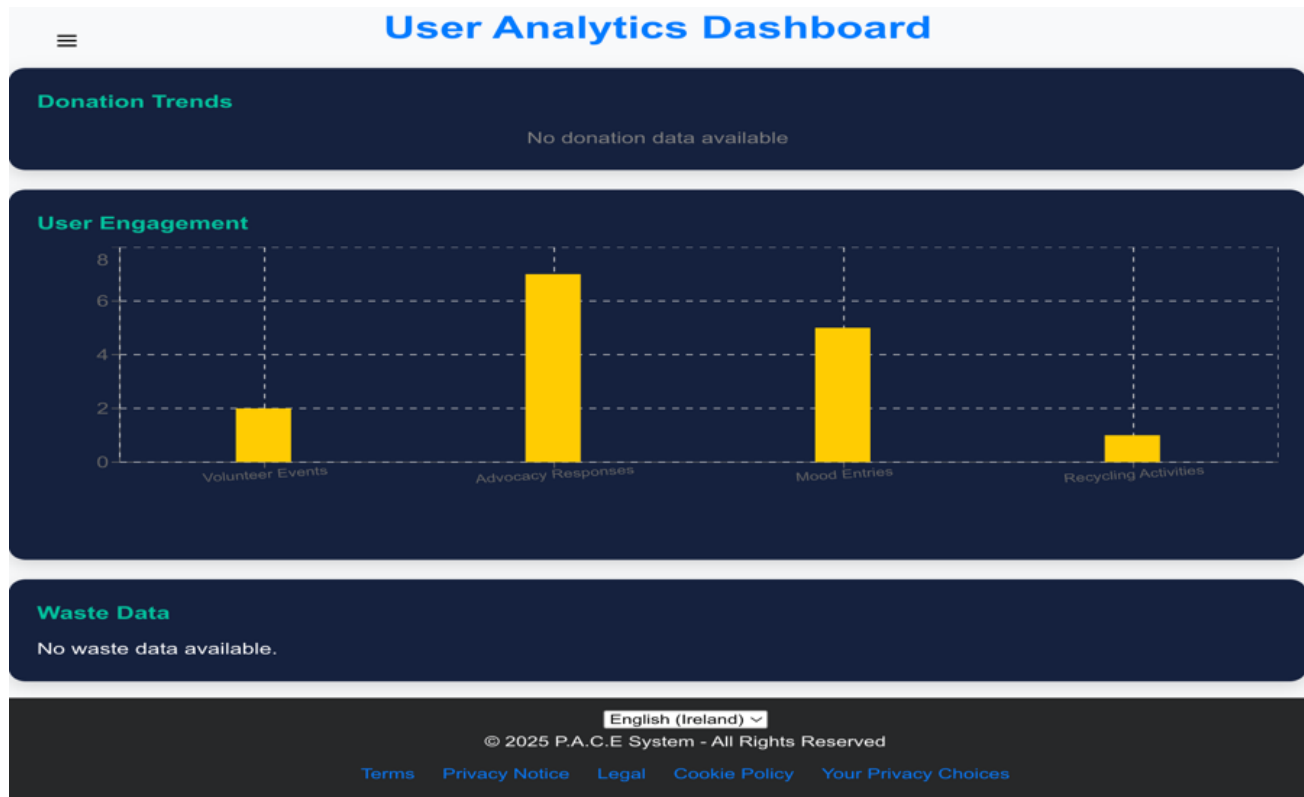 User Analytics Dashboard
Donation Trends
No donation data available
User Engagement
8
6
4
2
0
Volunteer Events
Advocacy Responses
Mood Entries
Recycling Activities
Waste Data
No waste data available.
English (Ireland)
© 2025 P.A.C.E System - All Rights Reserved
Terms Privacy Notice Legal Cookie Policy Your Privacy Choices